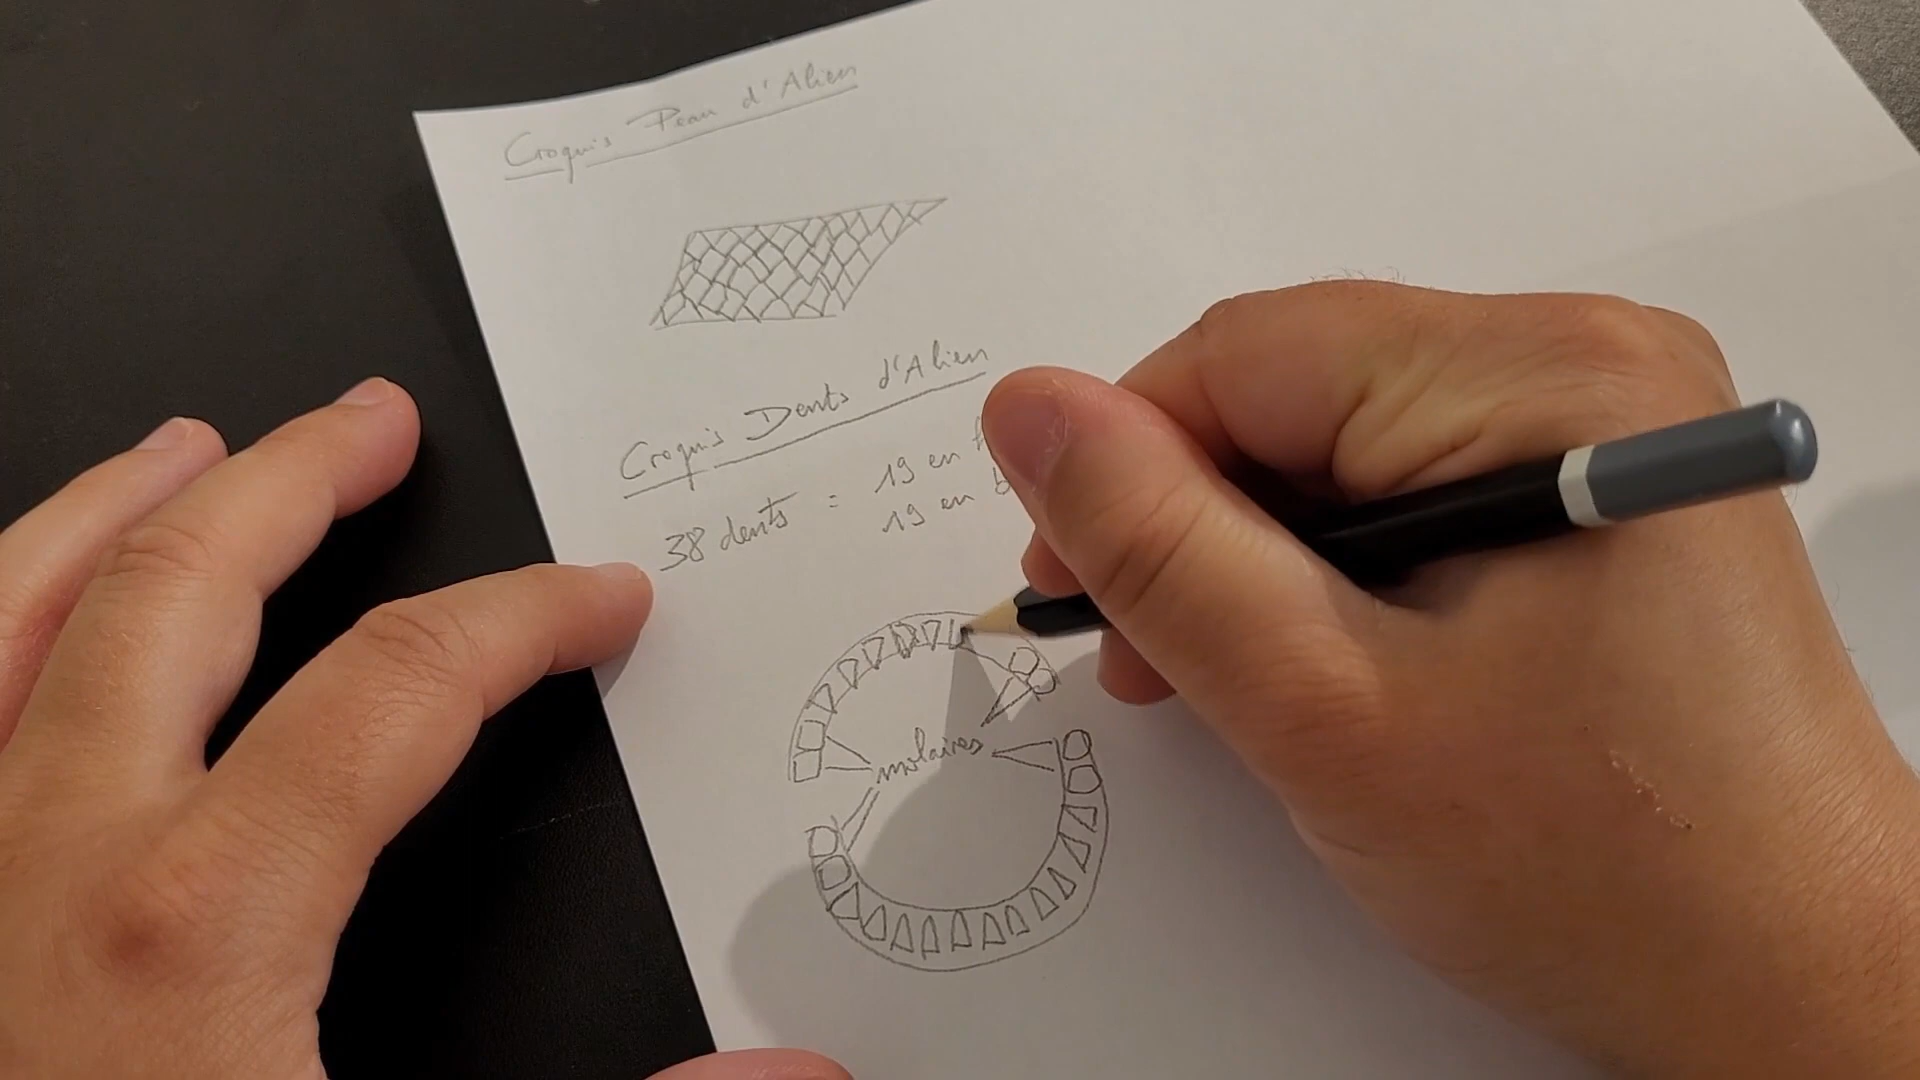 Croquis Peau d'Alien
Croquis Dents d'Alien
38 dents = 19 en
19 en
molaires